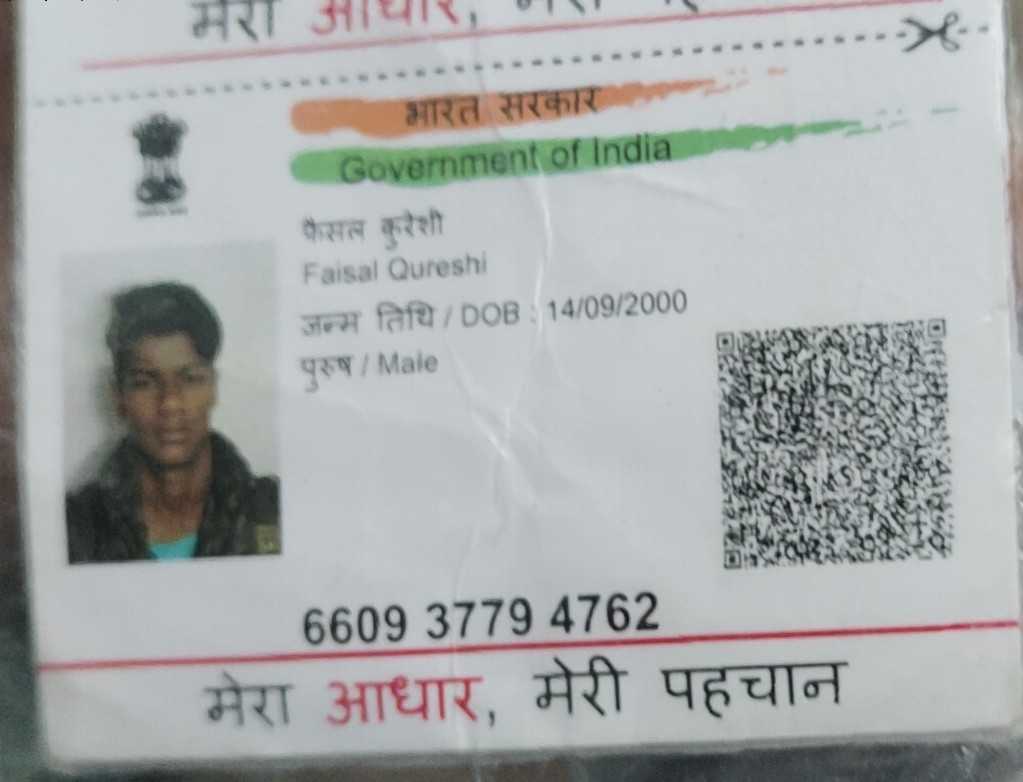 मेरा आधार,
भारत सरकार
Government of India
फैसल कुरेशी
Faisal Qureshi
जन्म तिथि / DOB : 14/09/2000
पुरुष / Male
6609 3779 4762
मेरा आधार, मेरी पहचान